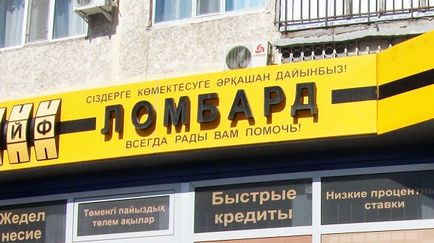 СІЗДЕРГЕ КӨМЕКТЕСУГЕ ӘРҚАШАН ДАЙЫНБЫЗ!
ЙФ
ЛОМБАРД
ВСЕГДА РАДЫ ВАМ ПОМОЧЬ!
Жедел
несие
Төменгі пайыздық
төлем ақылар
Быстрые
кредиты
Низкие процент
ставки